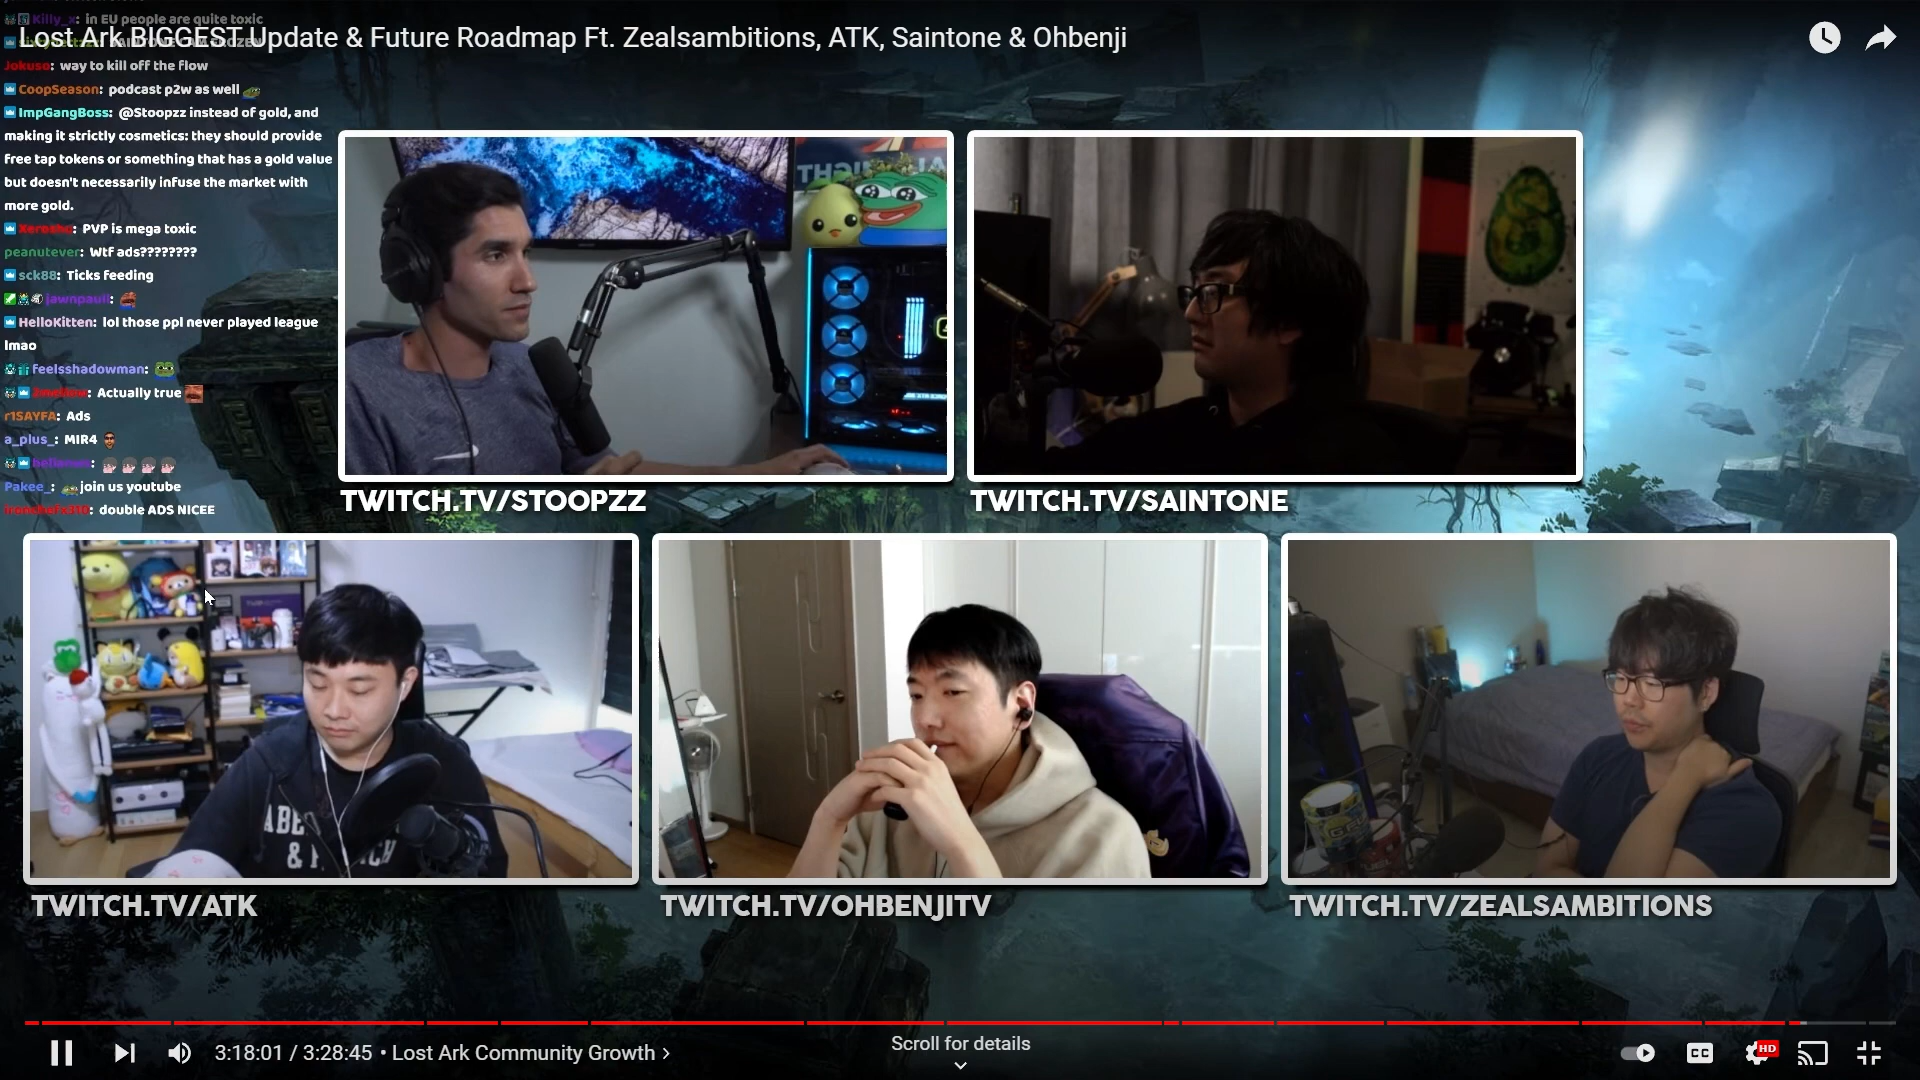 Killy_x: in EU people are quite toxic
Lost Ark BIGGEST Update & Future Roadmap Ft. Zealsambitions, ATK, Saintone & Ohbenji
Jokuso: way to kill off the flow
CoopSeason: podcast p2w as well
ImpGangBoss: @Stoopzz instead of gold, and
making it strictly cosmetics: they should provide
free tap tokens or something that has a gold value
but doesn't necessarily infuse the market with
more gold.
PVP is mega toxic
peanutever: Wtf ads????????
sck88: Ticks feeding
jawnpaul
HelloKitten: lol those ppl never played league
lmao
feelsshadowman:
Actually true
r1SAYFA: Ads
a_plus_: MIR4
Pakee_: join us youtube
double ADS NICEE
TWITCH.TV/STOOPZZ
TWITCH.TV/SAINTONE
TWITCH.TV/ATK
TWITCH.TV/OHBENJITV
TWITCH.TV/ZEALSAMBITIONS
Scroll for details
3:18:01 / 3:28:45 • Lost Ark Community Growth ›
CC
HD